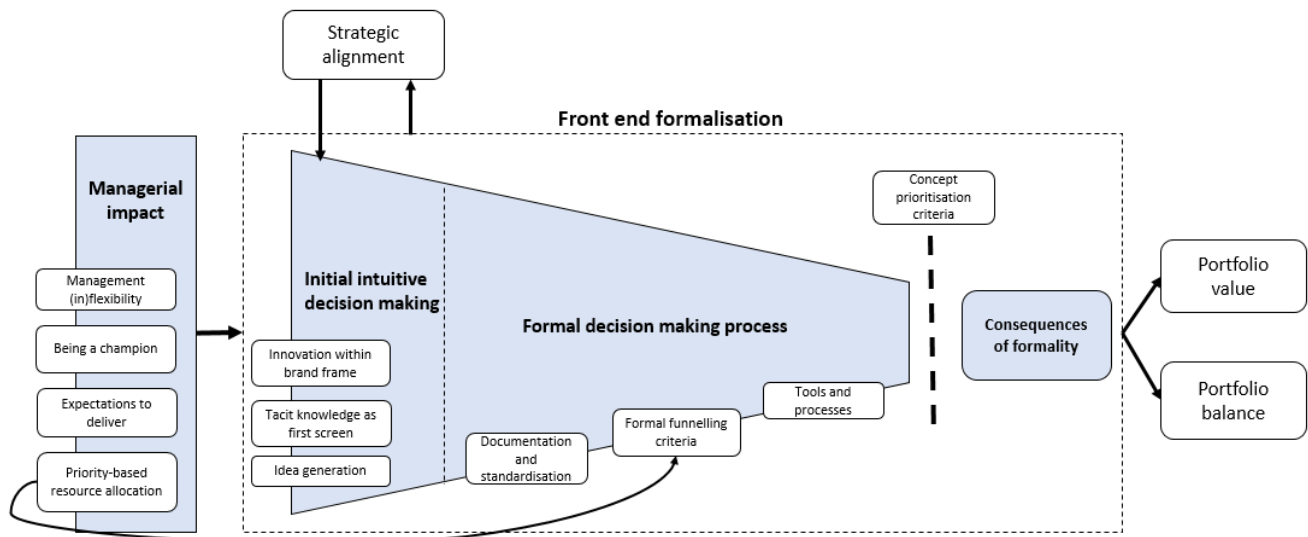 Strategic
alignment
Front end formalisation
Managerial
impact
Management
(in)flexibility
Being a champion
Expectations to
deliver
Priority-based
resource allocation
Initial intuitive
decision making
Innovation within
brand frame
Tacit knowledge as
first screen
Idea generation
Formal decision making process
Documentation
and
standardisation
Formal funnelling
criteria
Tools and
processes
Concept
prioritisation
criteria
Consequences
of formality
Portfolio
value
Portfolio
balance